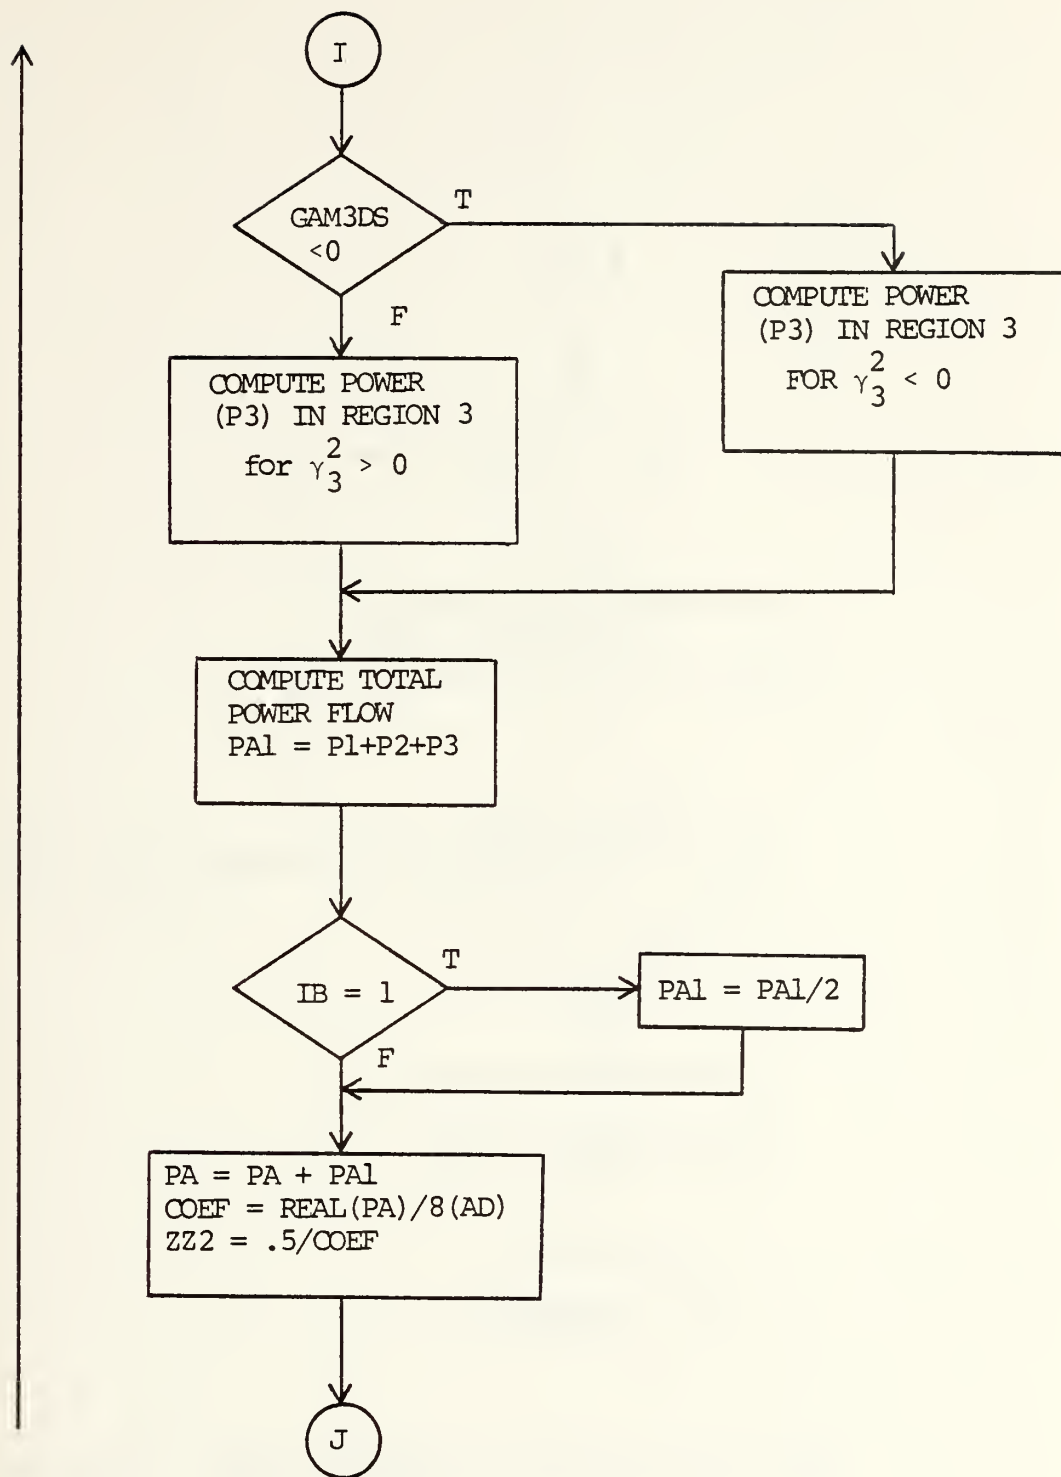 I
GAM3DS
<0
T
F
COMPUTE POWER
(P3) IN REGION 3
FOR γ₃² < 0
COMPUTE POWER
(P3) IN REGION 3
for γ₃² > 0
COMPUTE TOTAL
POWER FLOW
PA1 = P1+P2+P3
IB = 1
T
PA1 = PA1/2
F
PA = PA + PA1
COEF = REAL(PA)/8(AD)
ZZ2 = .5/COEF
J